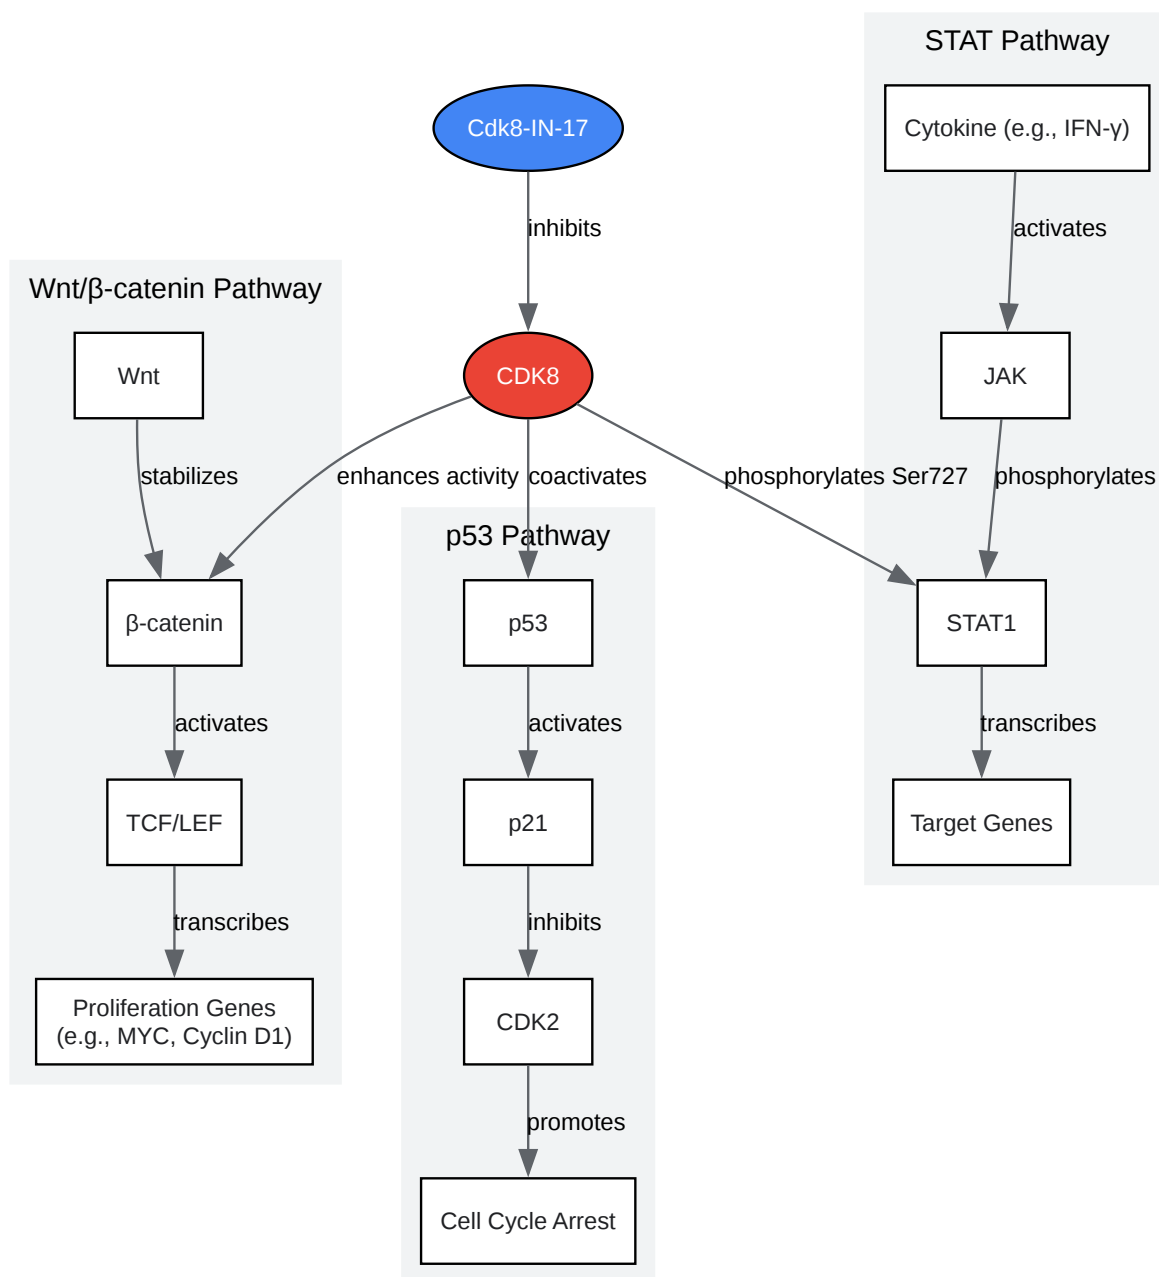 STAT Pathway
Cdk8-IN-17
Cytokine (e.g., IFN-γ)
inhibits
activates
Wnt/β-catenin Pathway
Wnt
CDK8
JAK
stabilizes
enhances activity
coactivates
phosphorylates Ser727
phosphorylates
p53 Pathway
β-catenin
p53
STAT1
activates
activates
transcribes
TCF/LEF
p21
Target Genes
transcribes
inhibits
Proliferation Genes
(e.g., MYC, Cyclin D1)
CDK2
promotes
Cell Cycle Arrest